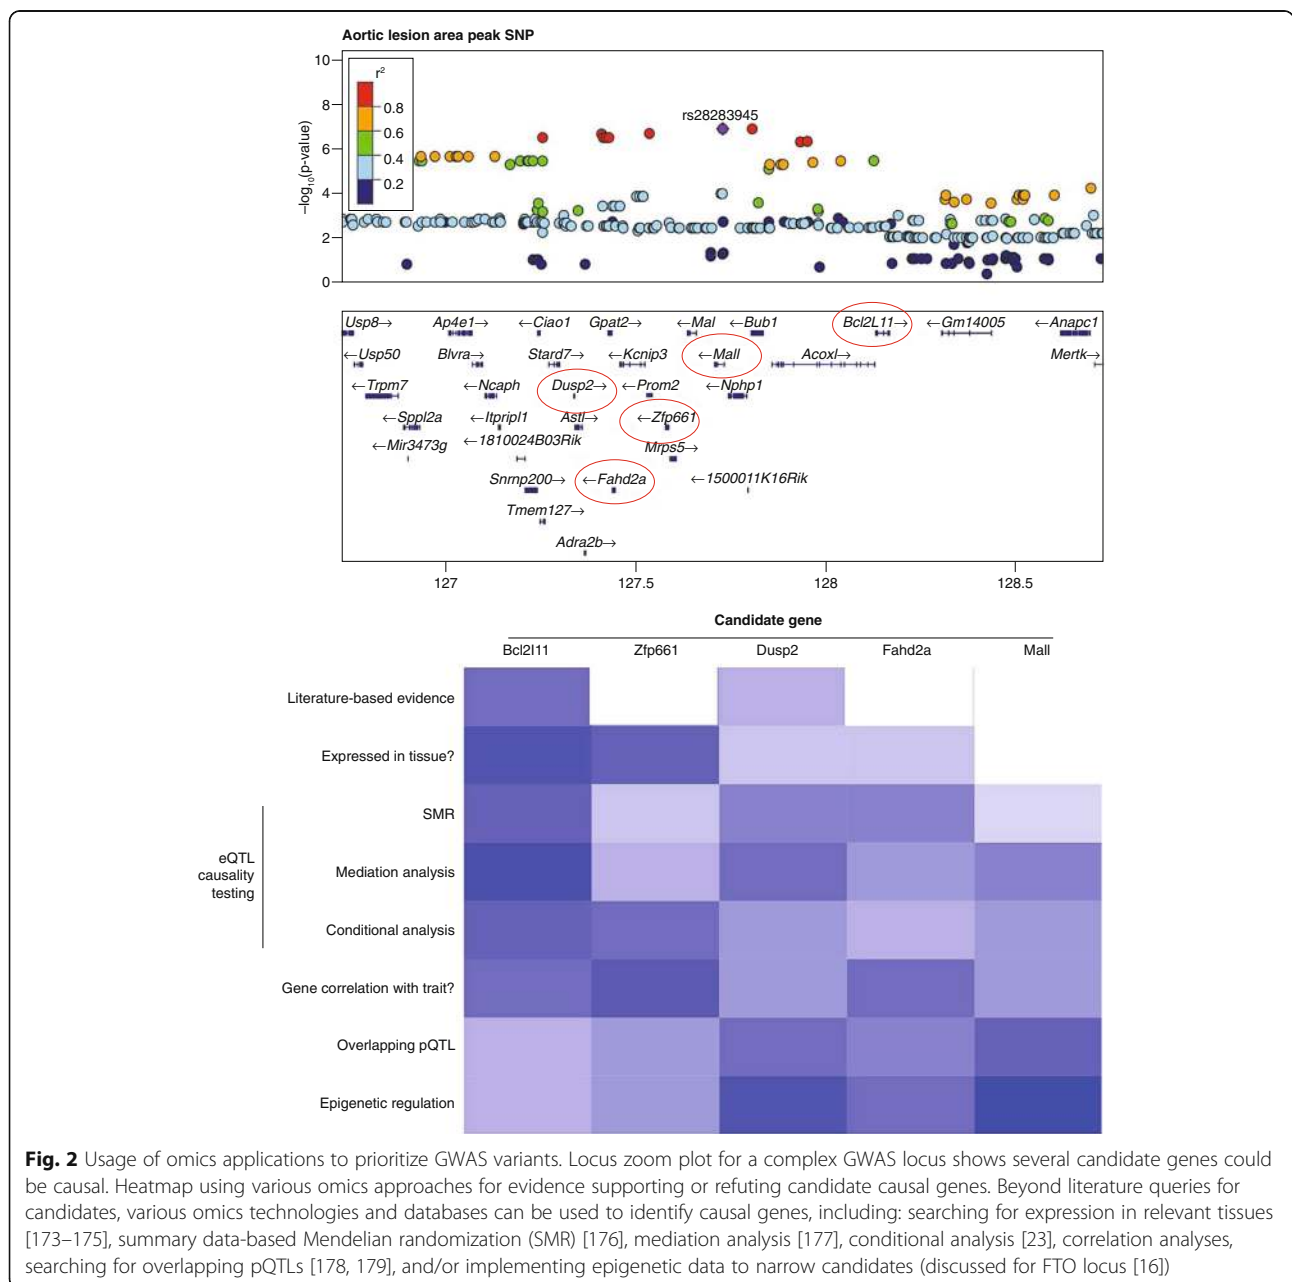 Aortic lesion area peak SNP
10
8
6
4
2
0
–log10(p-value)
r2
0.8
0.6
0.4
0.2
rs28283945
Usp8→ Ap4e1→ ←Ciao1 Gpat2→ ←Mal ←Bub1 Bcl2L11→ ←Gm14005 ←Anapc1
←Usp50 Blvra→ Stard7→ ←Kcnip3 ←Mall Acoxl→ Mertk→
←Trpm7 ←Ncaph Dusp2→ ←Prom2 ←Nphp1
←Sppl2a ←Itpripl1 Astl→ ←Zfp661
←Mir3473g ←1810024B03Rik Mrps5→
Snrnp200→ ←Fahd2a ←1500011K16Rik
Tmem127→
Adra2b→
127 127.5 128 128.5
Candidate gene
Bcl2l11 Zfp661 Dusp2 Fahd2a Mall
Literature-based evidence
Expressed in tissue?
SMR
eQTL
causality
testing
Mediation analysis
Conditional analysis
Gene correlation with trait?
Overlapping pQTL
Epigenetic regulation
Fig. 2 Usage of omics applications to prioritize GWAS variants. Locus zoom plot for a complex GWAS locus shows several candidate genes could
be causal. Heatmap using various omics approaches for evidence supporting or refuting candidate causal genes. Beyond literature queries for
candidates, various omics technologies and databases can be used to identify causal genes, including: searching for expression in relevant tissues
[173–175], summary data-based Mendelian randomization (SMR) [176], mediation analysis [177], conditional analysis [23], correlation analyses,
searching for overlapping pQTLs [178, 179], and/or implementing epigenetic data to narrow candidates (discussed for FTO locus [16])